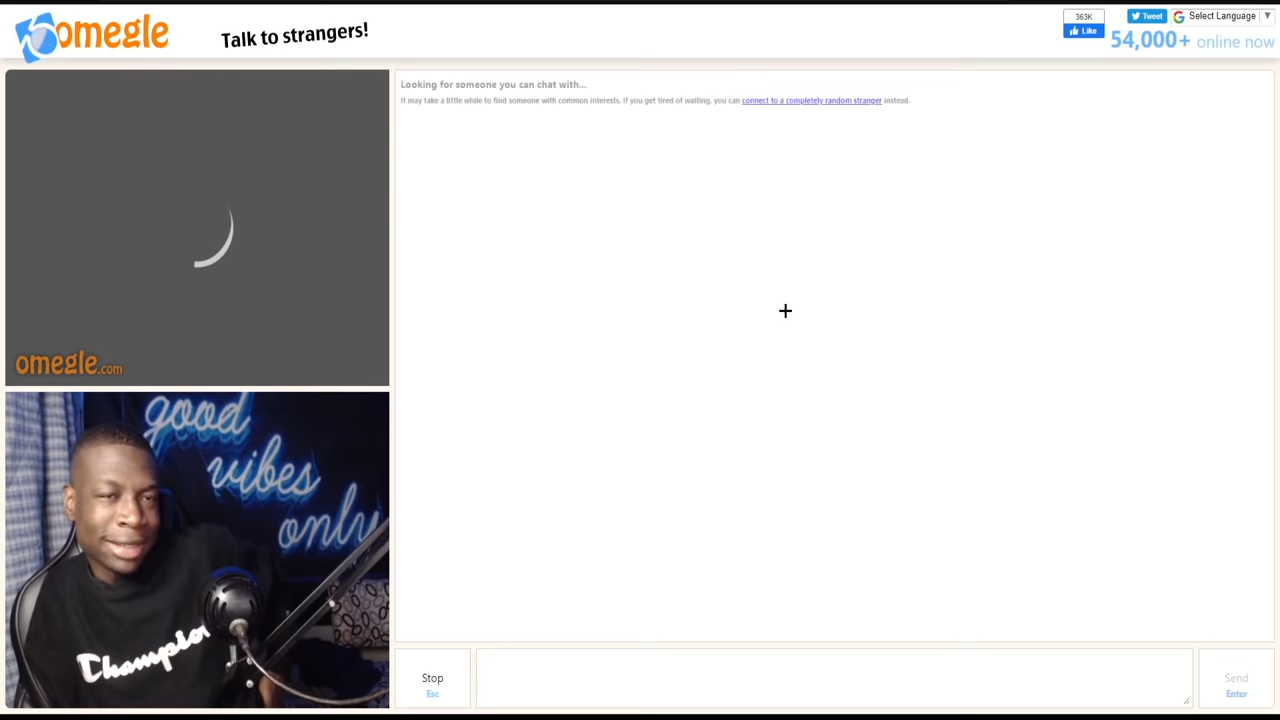 omegle
Talk to strangers!
363K
Like
Tweet
Select Language ▼
54,000+ online now
Looking for someone you can chat with...
It may take a little while to find someone with common interests. If you get tired of waiting, you can connect to a completely random stranger instead.
omegle.com
good
vibes
only
Champion
Stop
Esc
Send
Enter